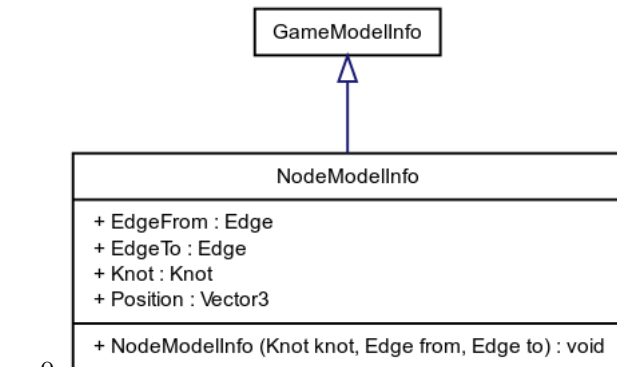 GameModelInfo
NodeModelInfo
+ EdgeFrom : Edge
+ EdgeTo : Edge
+ Knot : Knot
+ Position : Vector3
+ NodeModelInfo (Knot knot, Edge from, Edge to) : void